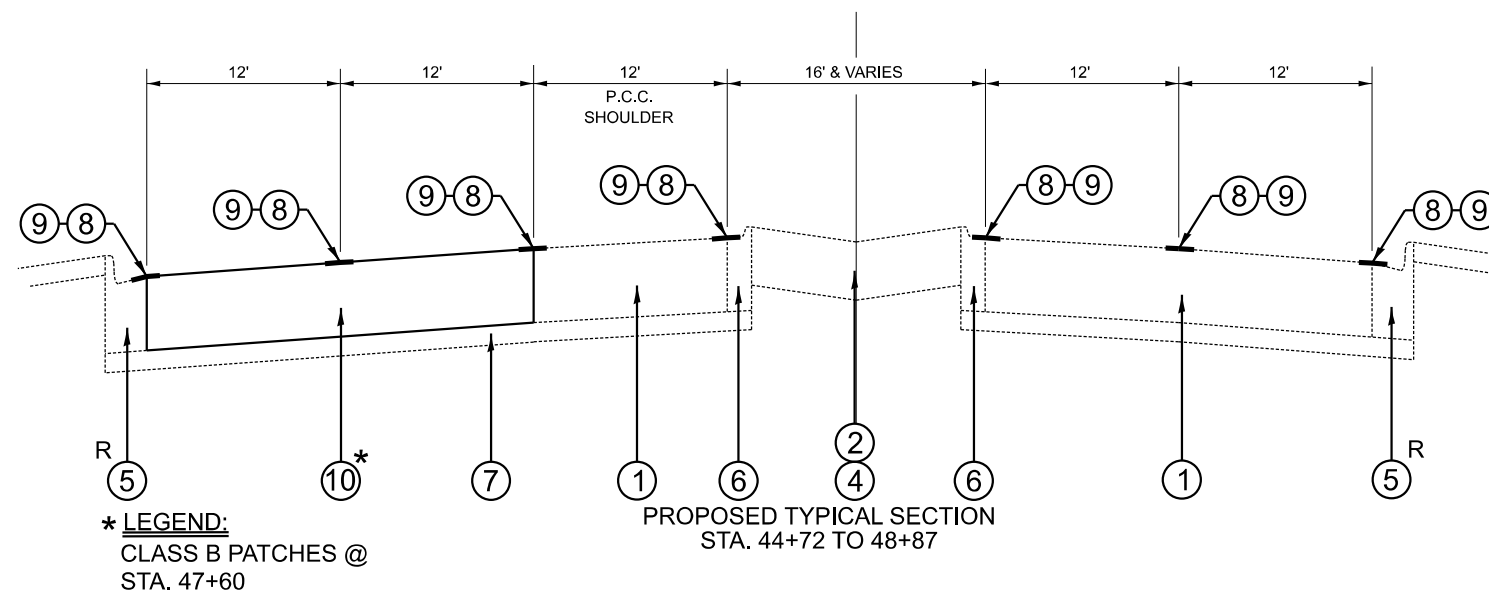 12' 12' 12' 16' & VARIES 12' 12'
P.C.C.
SHOULDER
9 8 9 8 9 8 9 8 8 9 8 9 8 9
R 5 10 * 7 1 6 2 6 1 5 R
4
* LEGEND:
CLASS B PATCHES @
STA. 47+60
PROPOSED TYPICAL SECTION
STA. 44+72 TO 48+87